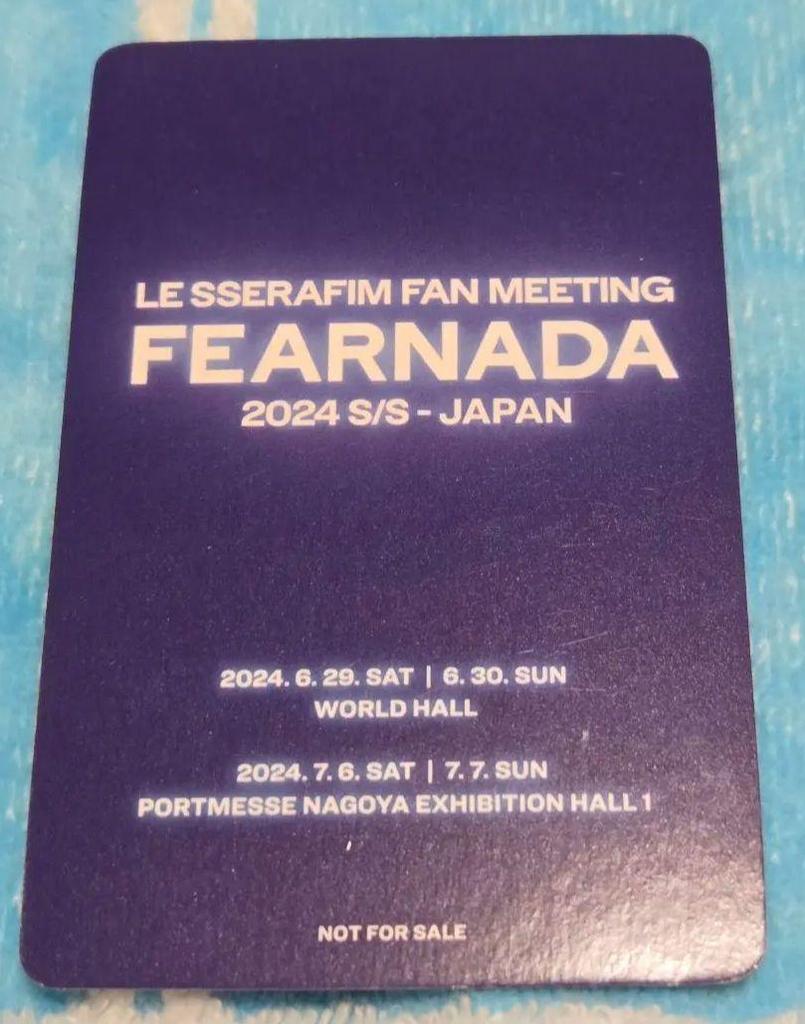 LE SSERAFIM FAN MEETING
FEARNADA
2024 S/S - JAPAN
2024. 6. 29. SAT | 6. 30. SUN
WORLD HALL
2024. 7. 6. SAT | 7. 7. SUN
PORTMESSE NAGOYA EXHIBITION HALL 1
NOT FOR SALE